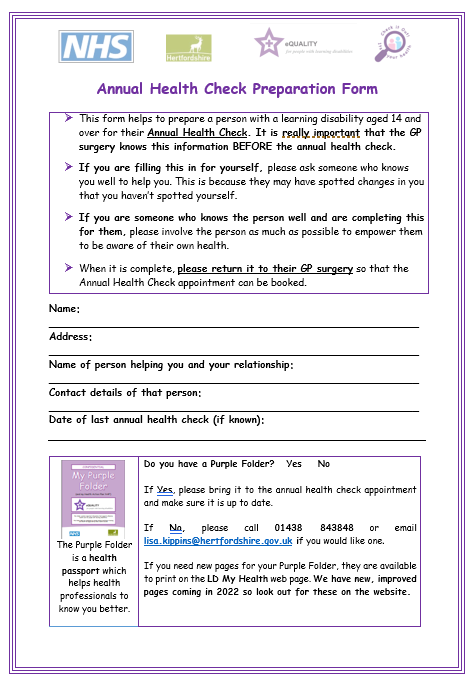 NHS
Hertfordshire
eQUALITY
for people with learning disabilities
Check it Out!
your health
Annual Health Check Preparation Form
This form helps to prepare a person with a learning disability aged 14 and
over for their Annual Health Check. It is really important that the GP
surgery knows this information BEFORE the annual health check.
If you are filling this in for yourself, please ask someone who knows
you well to help you. This is because they may have spotted changes in you
that you haven't spotted yourself.
If you are someone who knows the person well and are completing this
for them, please involve the person as much as possible to empower them
to be aware of their own health.
When it is complete, please return it to their GP surgery so that the
Annual Health Check appointment can be booked.
Name:
Address:
Name of person helping you and your relationship:
Contact details of that person:
Date of last annual health check (if known):
My Purple
Folder
eQUALITY
NHS
The Purple Folder
is a health
passport which
helps health
professionals to
know you better.
Do you have a Purple Folder? Yes No
If Yes, please bring it to the annual health check appointment
and make sure it is up to date.
If No, please call 01438 843848 or email
lisa.kippins@hertfordshire.gov.uk if you would like one.
If you need new pages for your Purple Folder, they are available
to print on the LD My Health web page. We have new, improved
pages coming in 2022 so look out for these on the website.